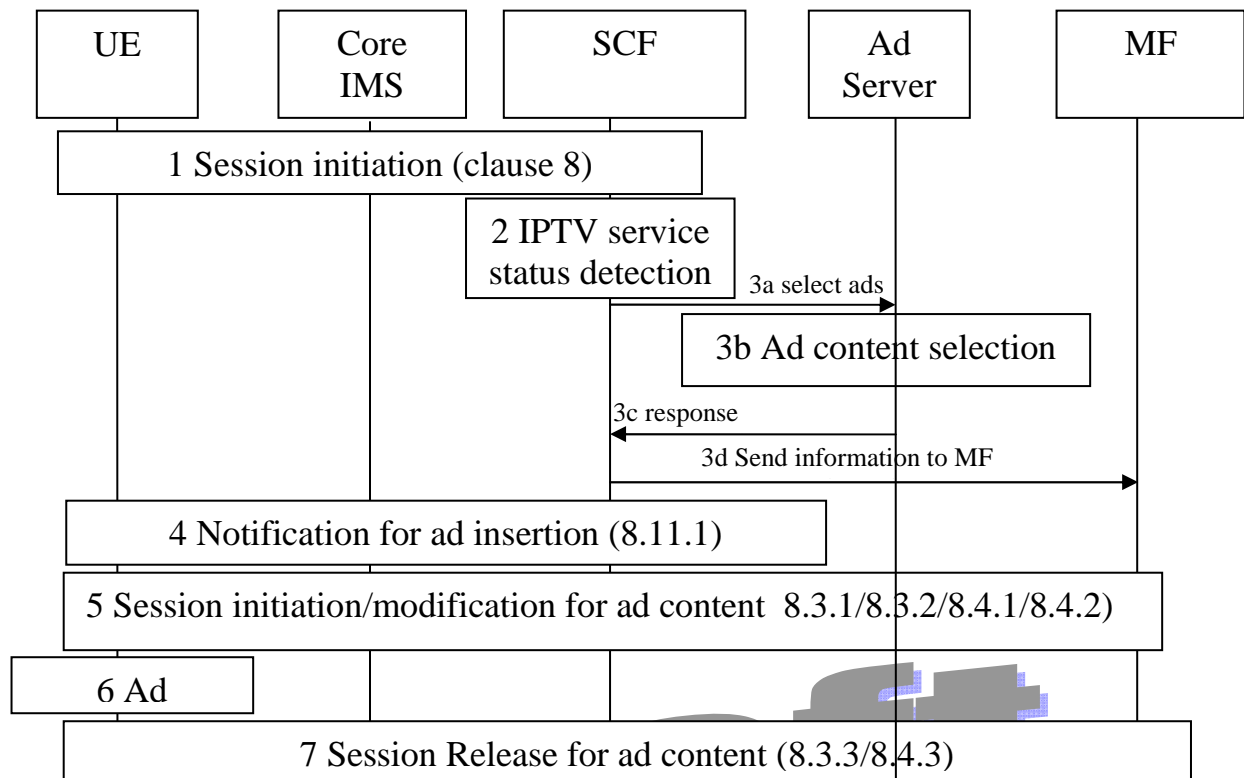 UE
Core
IMS
SCF
Ad
Server
MF
1 Session initiation (clause 8)
2 IPTV service
status detection
3a select ads
3b Ad content selection
3c response
3d Send information to MF
4 Notification for ad insertion (8.11.1)
5 Session initiation/modification for ad content 8.3.1/8.3.2/8.4.1/8.4.2)
6 Ad
7 Session Release for ad content (8.3.3/8.4.3)